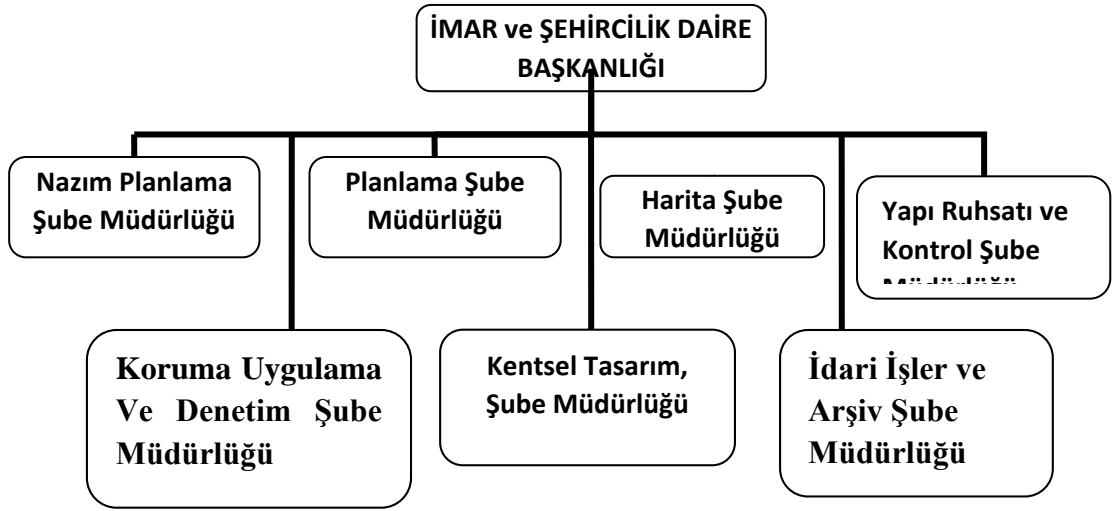 İMAR ve ŞEHİRCİLİK DAİRE
BAŞKANLIĞI
Nazım Planlama
Şube Müdürlüğü
Planlama Şube
Müdürlüğü
Harita Şube
Müdürlüğü
Yapı Ruhsatı ve
Kontrol Şube
Müdürlüğü
Koruma Uygulama
Ve Denetim Şube
Müdürlüğü
Kentsel Tasarım,
Şube Müdürlüğü
İdari İşler ve
Arşiv Şube
Müdürlüğü